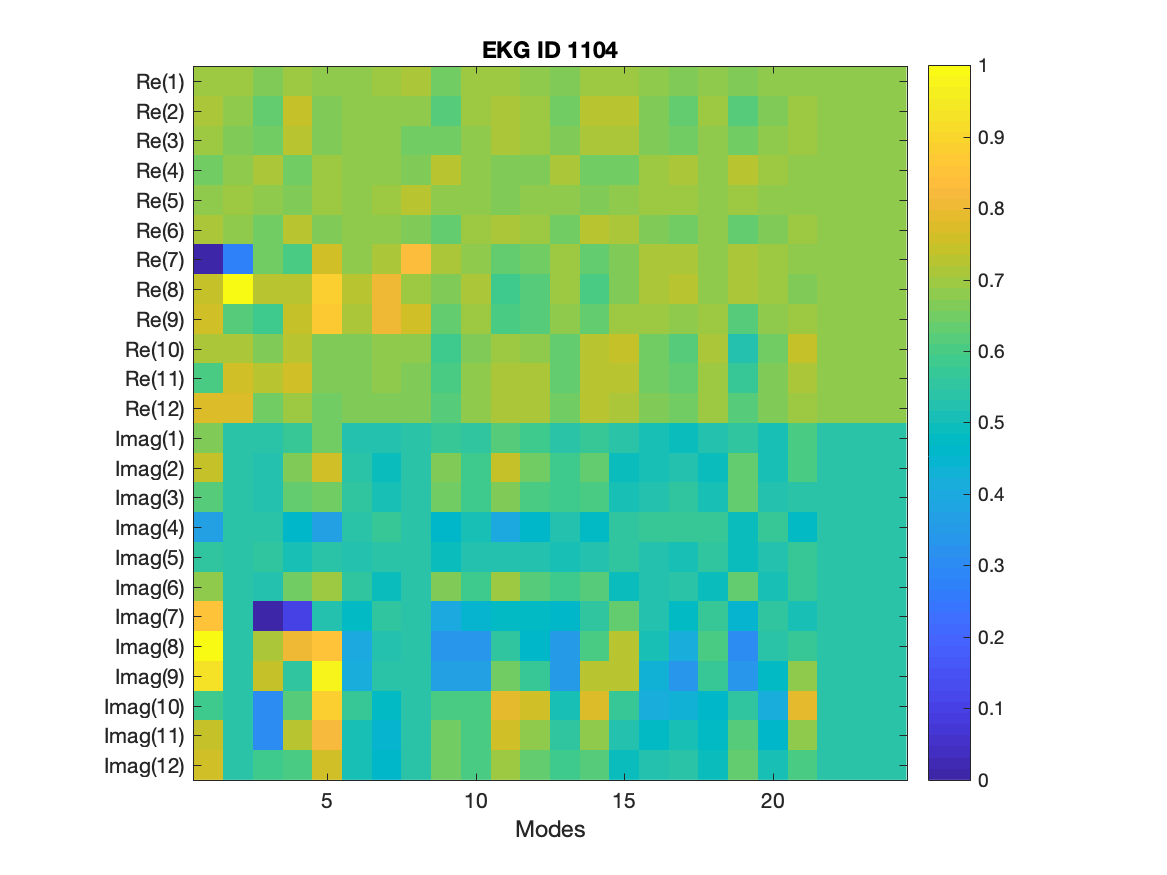 EKG ID 1104
Re(1)
Re(2)
Re(3)
Re(4)
Re(5)
Re(6)
Re(7)
Re(8)
Re(9)
Re(10)
Re(11)
Re(12)
Imag(1)
Imag(2)
Imag(3)
Imag(4)
Imag(5)
Imag(6)
Imag(7)
Imag(8)
Imag(9)
Imag(10)
Imag(11)
Imag(12)
5 10 15 20
Modes
1
0.9
0.8
0.7
0.6
0.5
0.4
0.3
0.2
0.1
0